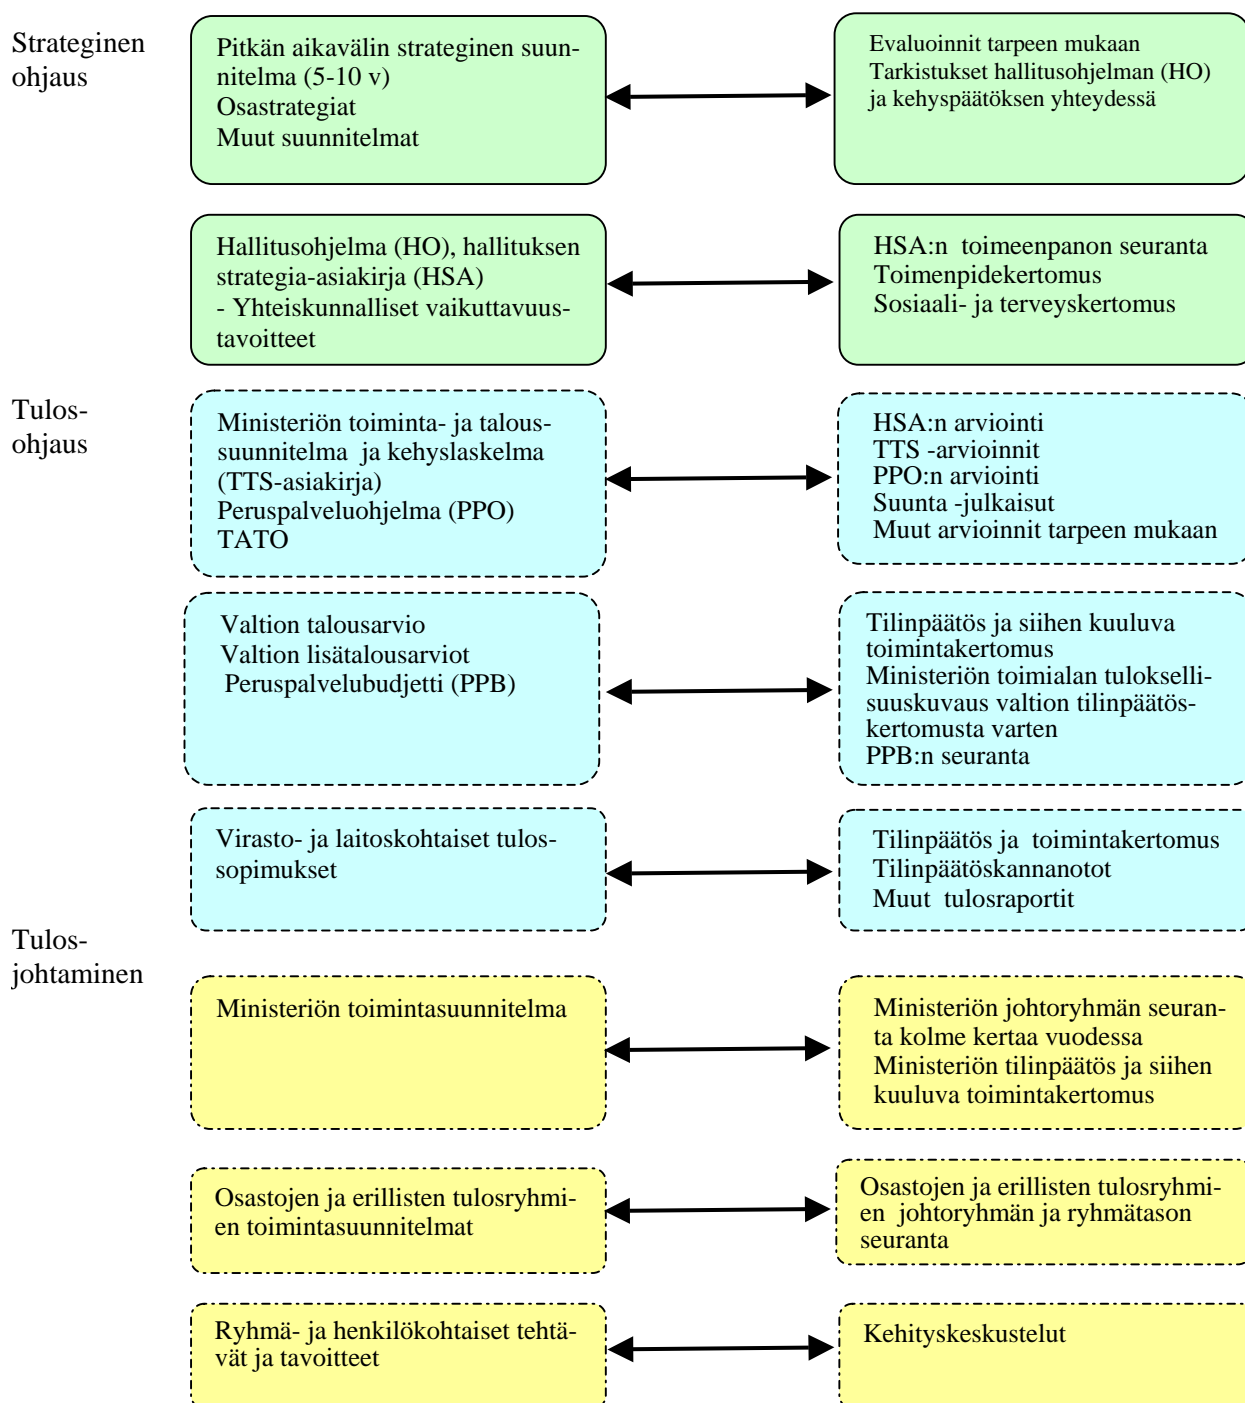 Strateginen
ohjaus
Pitkän aikavälin strateginen suun-
nitelma (5-10 v)
Osastrategiat
Muut suunnitelmat
Evaluoinnit tarpeen mukaan
Tarkistukset hallitusohjelman (HO)
ja kehyspäätöksen yhteydessä
Hallitusohjelma (HO), hallituksen
strategia-asiakirja (HSA)
- Yhteiskunnalliset vaikuttavuus-
tavoitteet
HSA:n toimeenpanon seuranta
Toimenpidekertomus
Sosiaali- ja terveyskertomus
Tulos-
ohjaus
Ministeriön toiminta- ja talous-
suunnitelma ja kehyslaskelma
(TTS-asiakirja)
Peruspalveluohjelma (PPO)
TATO
HSA:n arviointi
TTS -arvioinnit
PPO:n arviointi
Suunta -julkaisut
Muut arvioinnit tarpeen mukaan
Valtion talousarvio
Valtion lisätalousarviot
Peruspalvelubudjetti (PPB)
Tilinpäätös ja siihen kuuluva
toimintakertomus
Ministeriön toimialan tulokselli-
suuskuvaus valtion tilinpäätös-
kertomusta varten
PPB:n seuranta
Virasto- ja laitoskohtaiset tulos-
sopimukset
Tilinpäätös ja toimintakertomus
Tilinpäätöskannanotot
Muut tulosraportit
Tulos-
johtaminen
Ministeriön toimintasuunnitelma
Ministeriön johtoryhmän seuran-
ta kolme kertaa vuodessa
Ministeriön tilinpäätös ja siihen
kuuluva toimintakertomus
Osastojen ja erillisten tulosryhmi-
en toimintasuunnitelmat
Osastojen ja erillisten tulosryhmi-
en johtoryhmän ja ryhmätason
seuranta
Ryhmä- ja henkilökohtaiset tehtä-
vät ja tavoitteet
Kehityskeskustelut